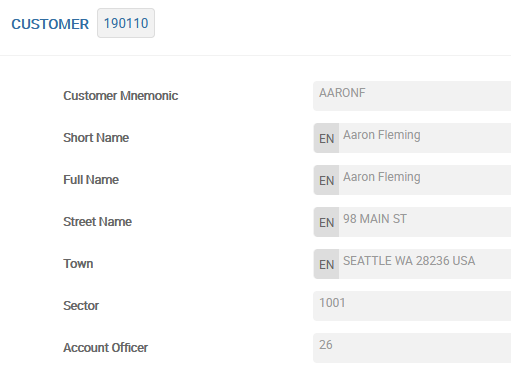 CUSTOMER 190110
Customer Mnemonic AARONF
Short Name EN Aaron Fleming
Full Name EN Aaron Fleming
Street Name EN 98 MAIN ST
Town EN SEATTLE WA 28236 USA
Sector 1001
Account Officer 26